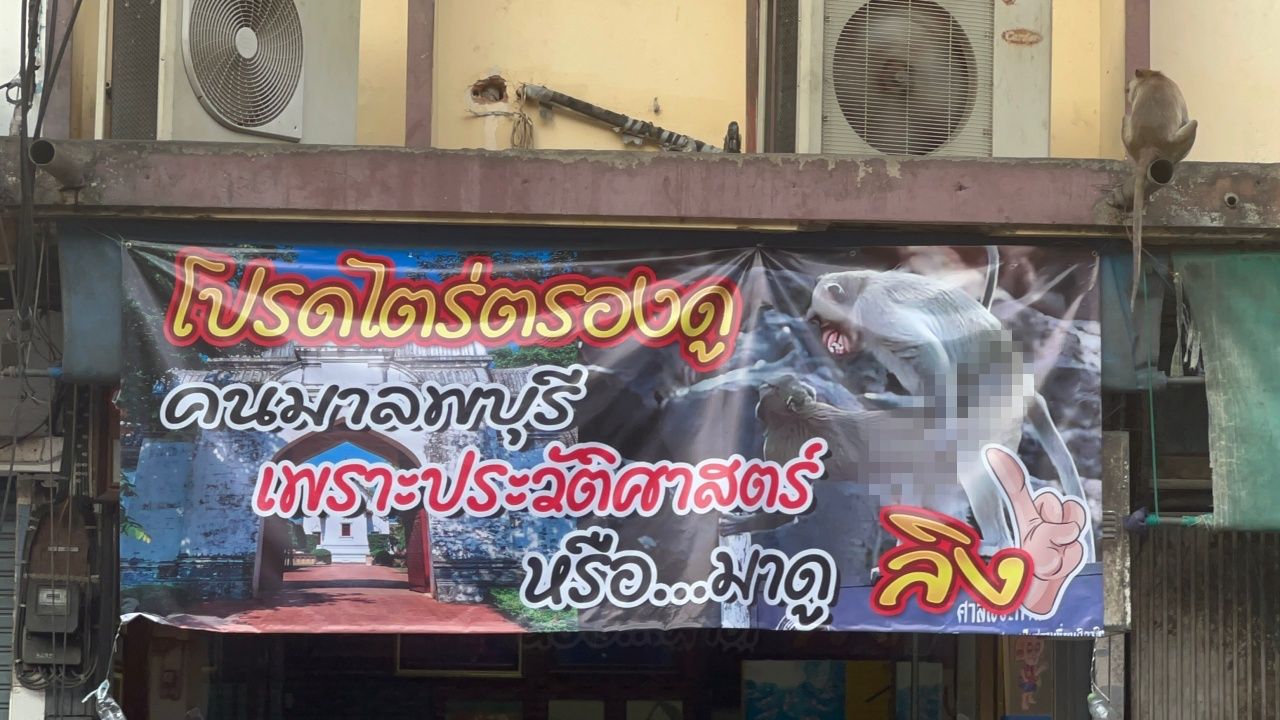 โปรดไตร่ตรองดู
คนมาลพบุรี
เพราะประวัติศาสตร์
หรือ...มาดู ลิง